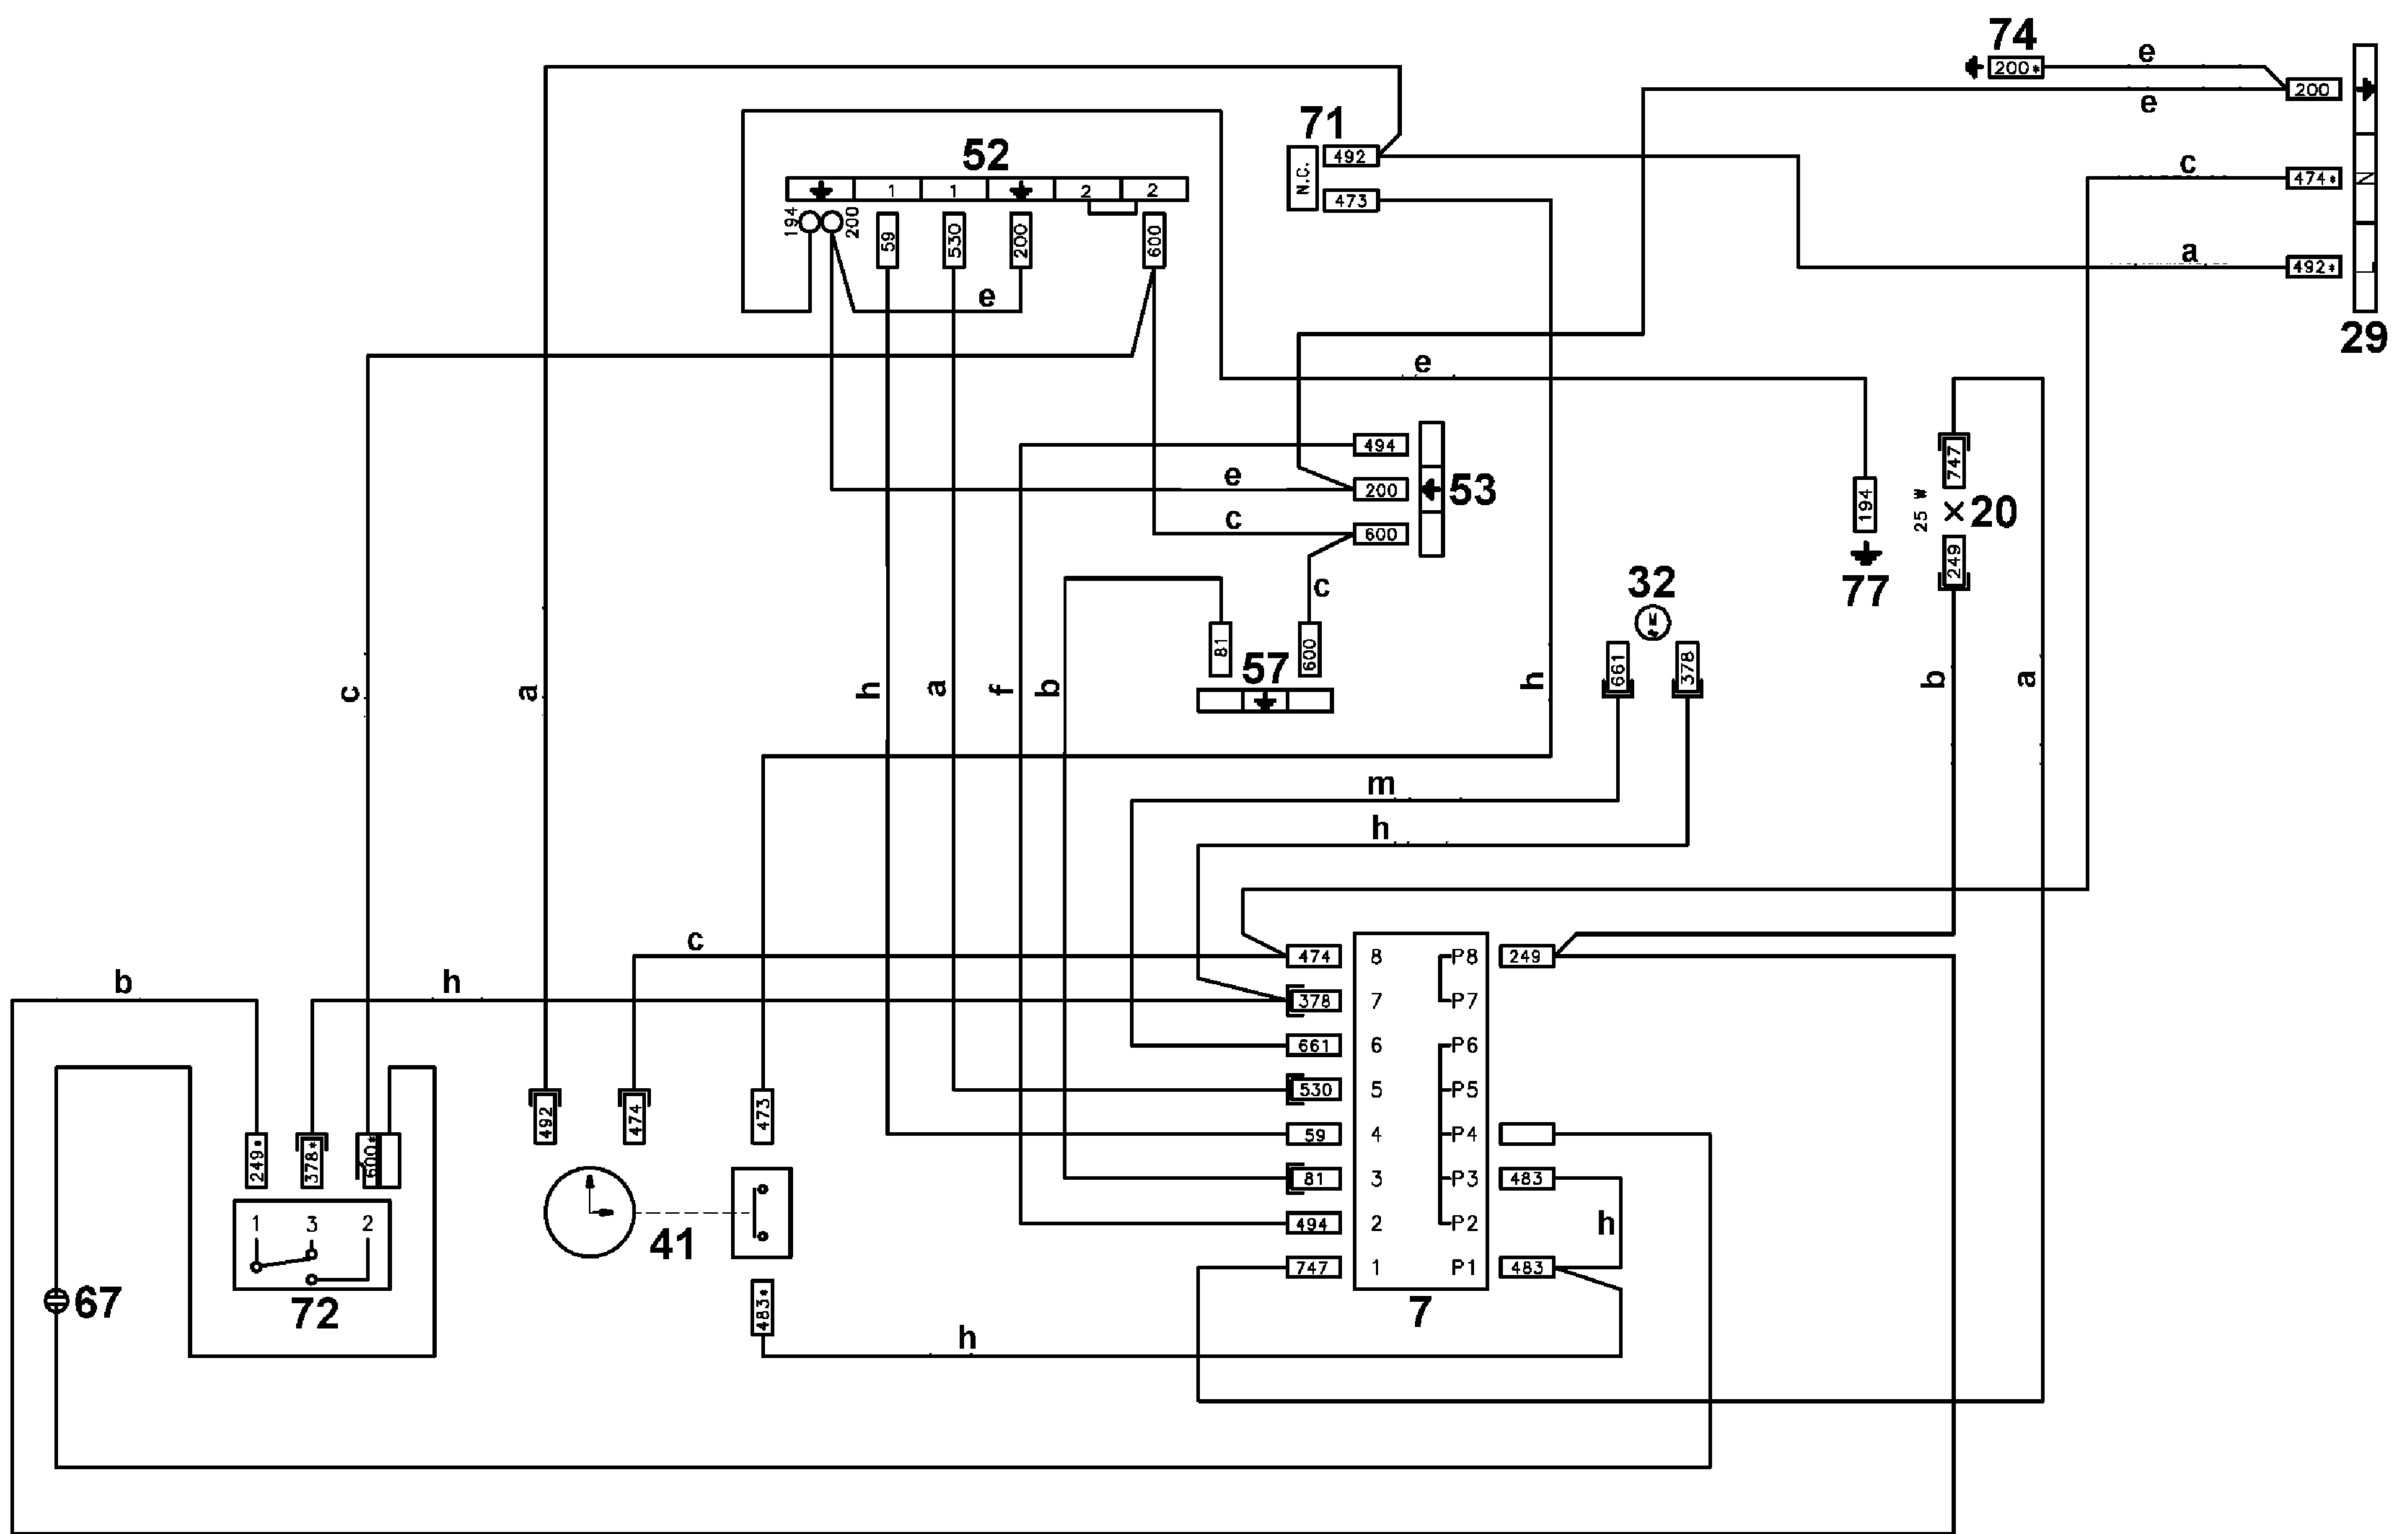 74
e
200*
200
e
71
492
N.C.
473
c
474*
a
492*
29
52
1 1 2 2
194 200 59 530 200 600
e
e
494
e
200
53
c
600
c
747
25 W
20
249
194
77
32
M
661 378
81 57 600
c a h a f b h b a
m
h
c
474 8 P8 249
b h
378 7 P7
661 6 P6
530 5 P5
59 4 P4
81 3 P3 483
494 2 P2
h
747 1 P1 483
7
249* 378* 600*
1 3 2
72
67
492 474 473
41
483*
h